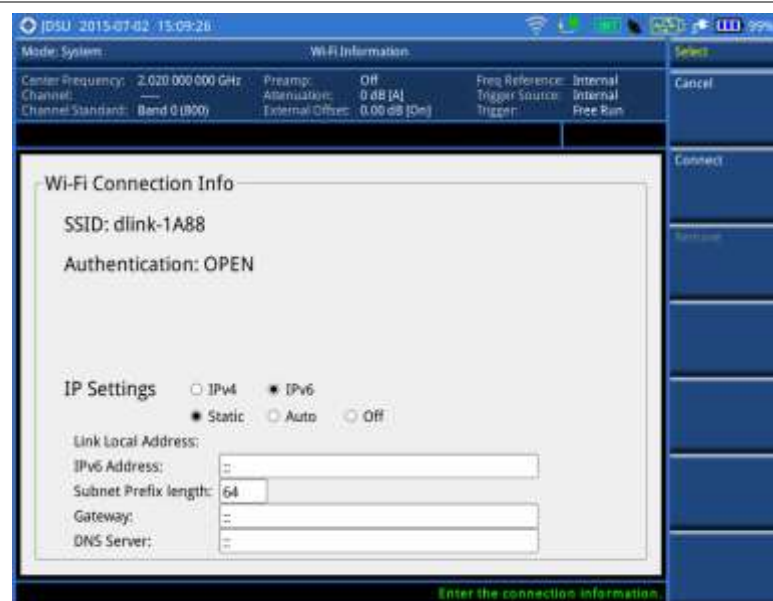 JDSU 2015-07-02 15:09:26 99%
Mode: System Wi-Fi Information Select
Center Frequency: 2.020 000 000 GHz Preamp: Off Freq Reference: Internal
Channel: ---- Attenuation: 0 dB [A] Trigger Source: Internal
Channel Standard: Band 0 (800) External Offset: 0.00 dB [On] Trigger: Free Run
Cancel
Connect
Remove
Wi-Fi Connection Info
SSID: dlink-1A88
Authentication: OPEN
IP Settings IPv4 IPv6
Static Auto Off
Link Local Address:
IPv6 Address: ::
Subnet Prefix length: 64
Gateway: ::
DNS Server: ::
Enter the connection information.